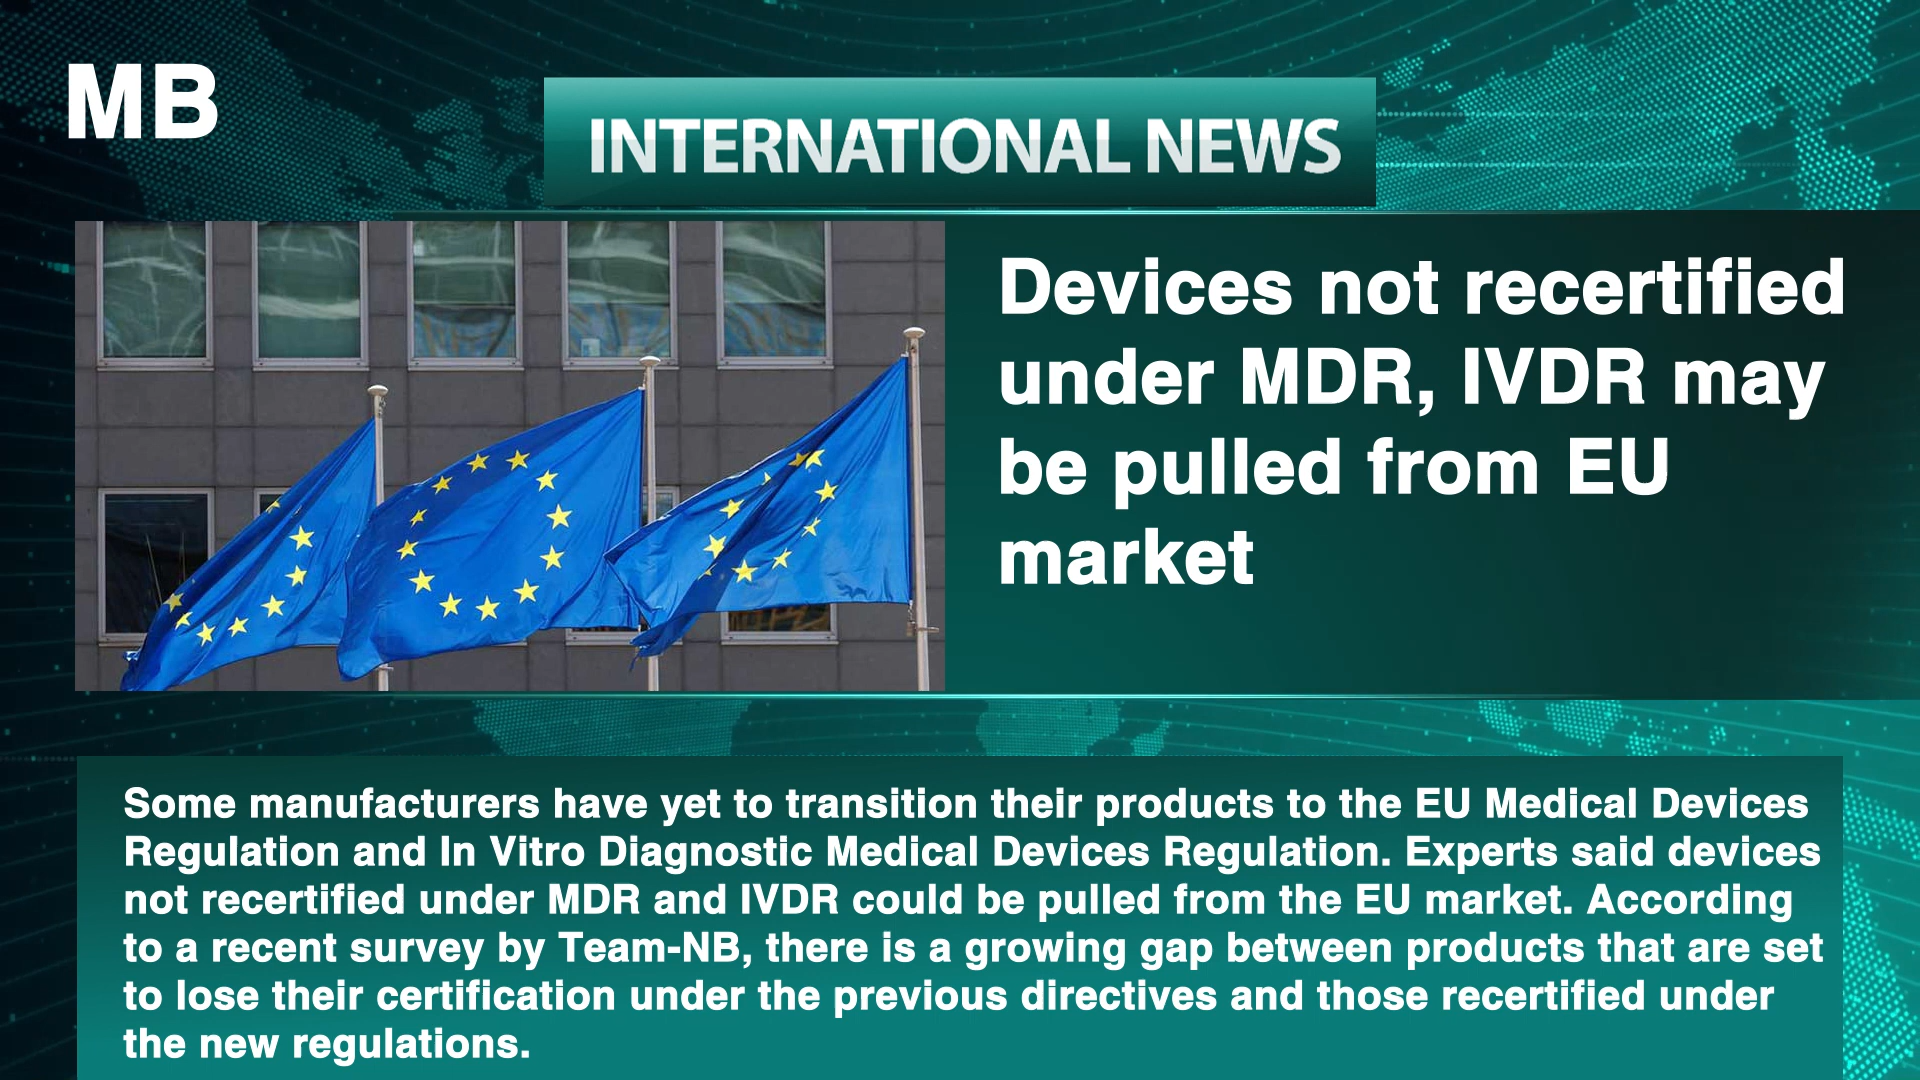 MB
INTERNATIONAL NEWS
Devices not recertified
under MDR, IVDR may
be pulled from EU
market
Some manufacturers have yet to transition their products to the EU Medical Devices
Regulation and In Vitro Diagnostic Medical Devices Regulation. Experts said devices
not recertified under MDR and IVDR could be pulled from the EU market. According
to a recent survey by Team-NB, there is a growing gap between products that are set
to lose their certification under the previous directives and those recertified under
the new regulations.